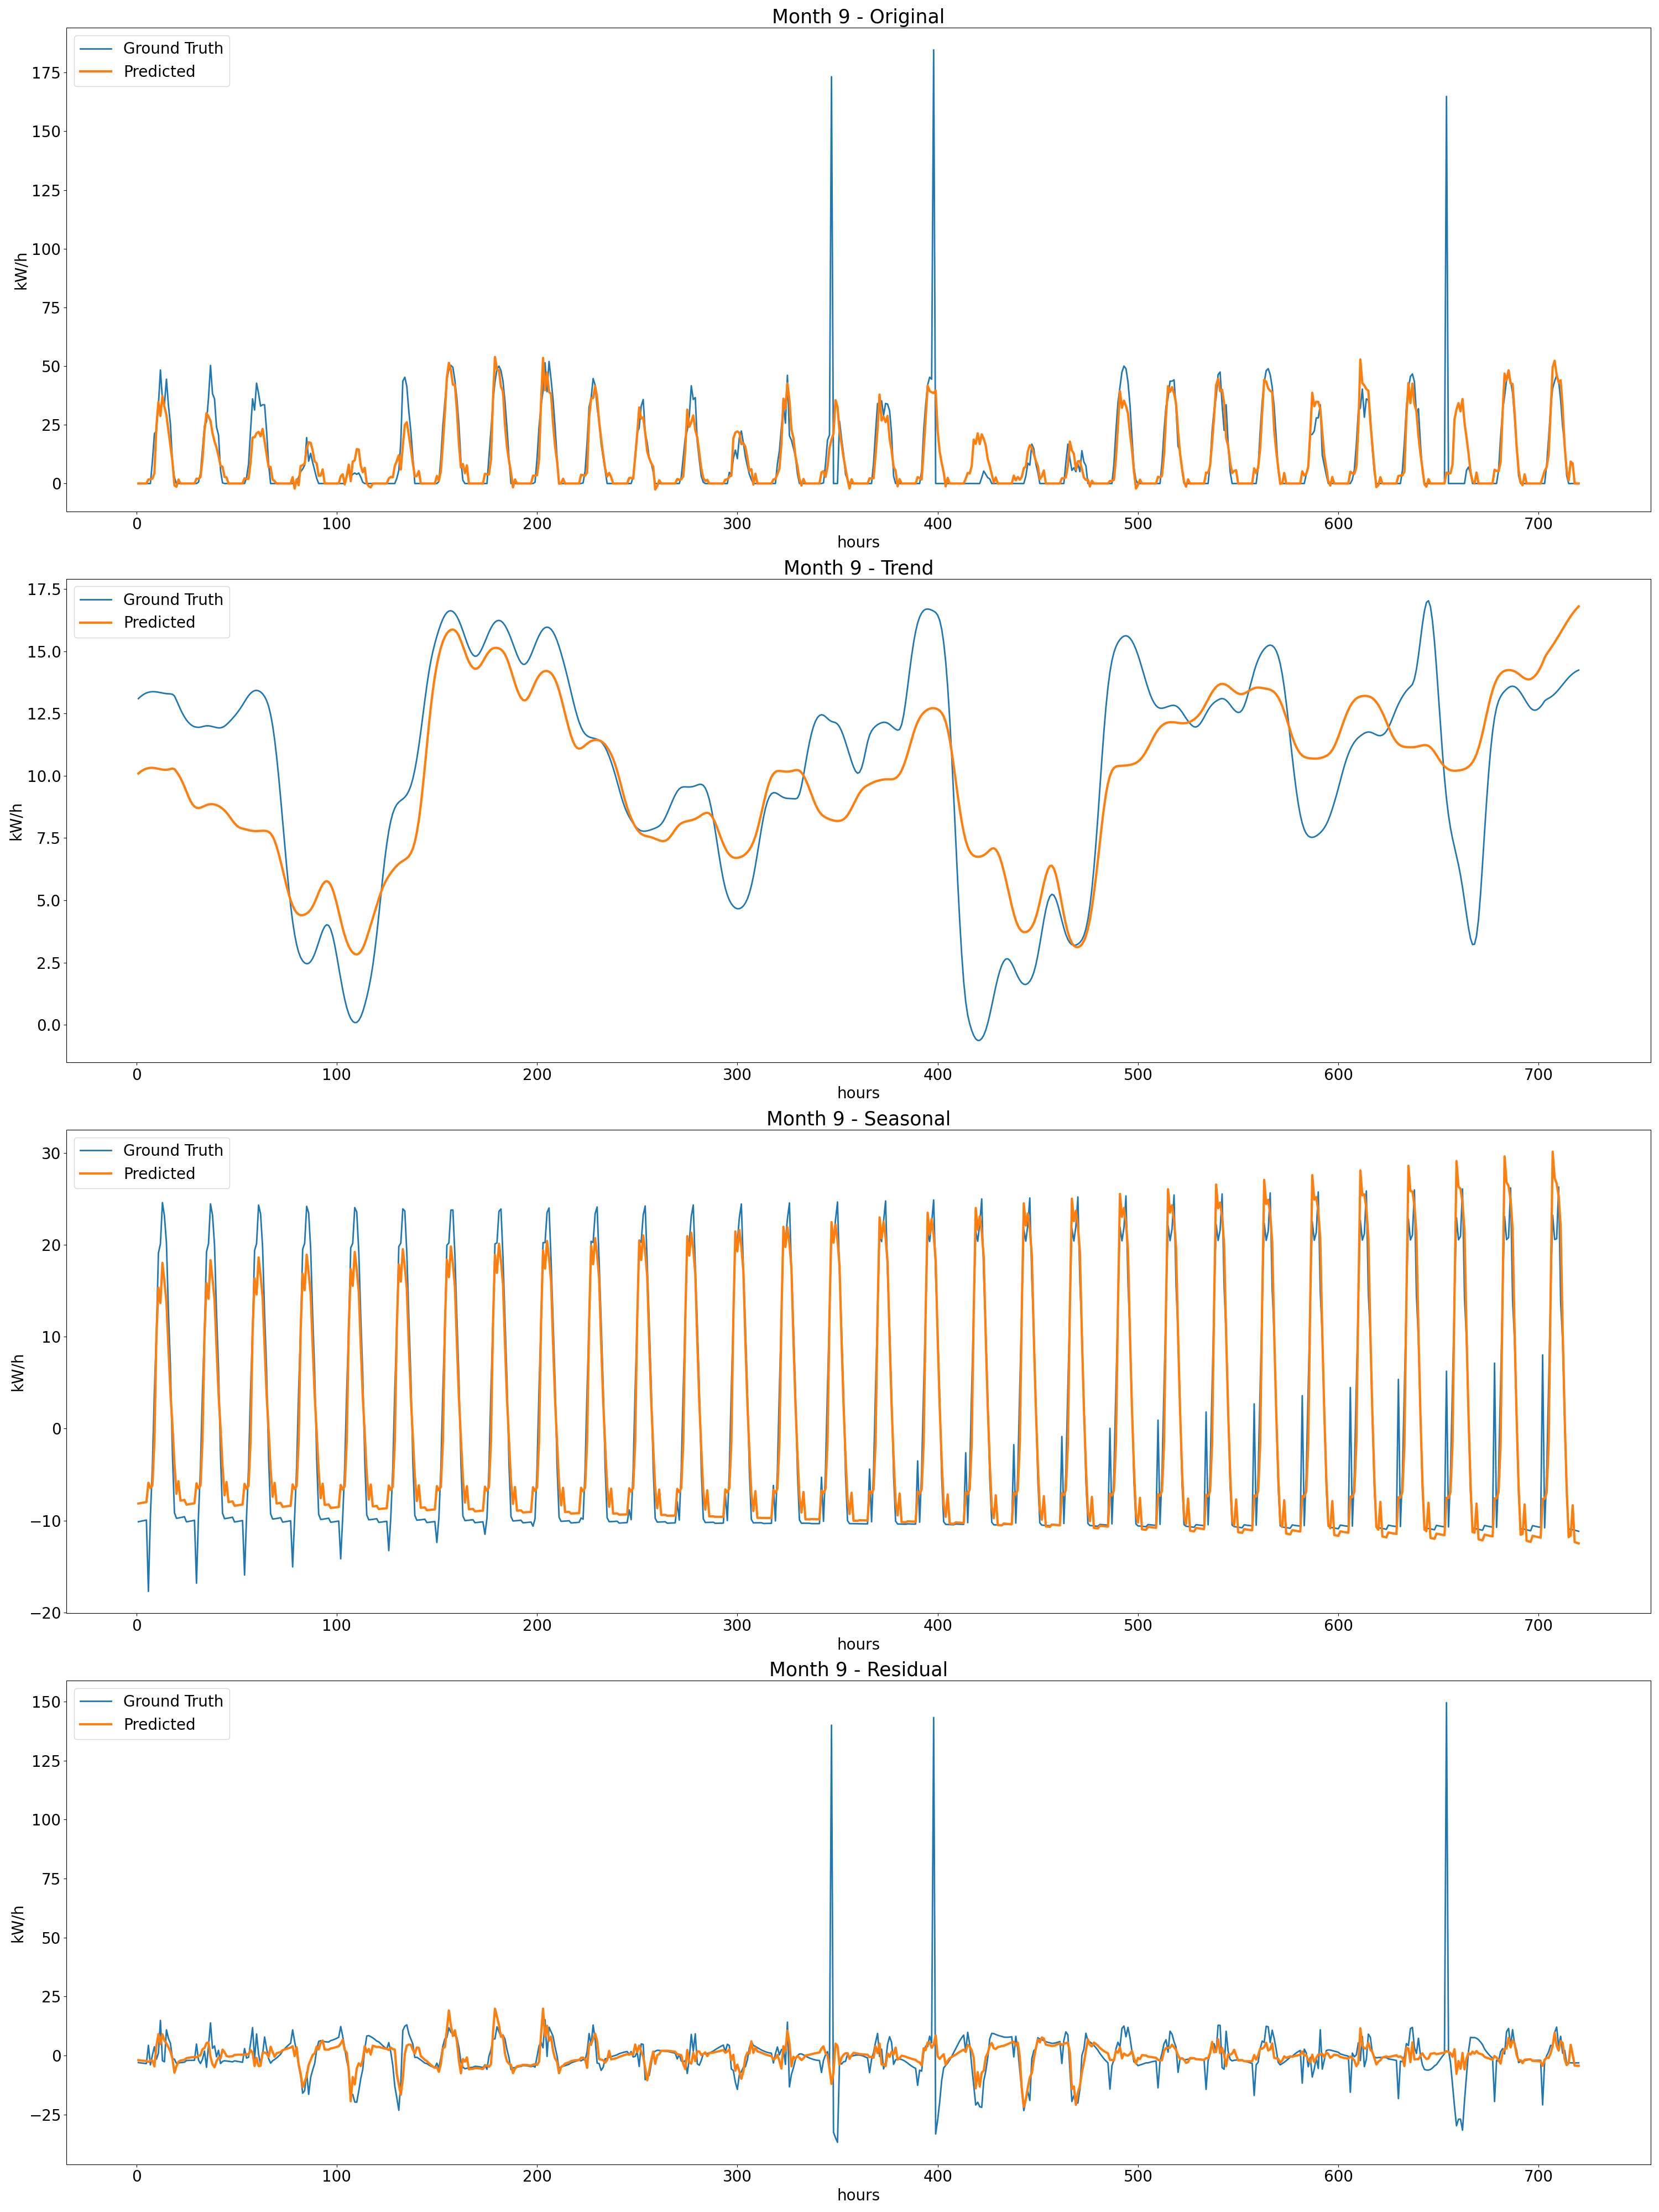 Month 9 - Original
Ground Truth
Predicted
175
150
125
100
75
50
25
0
kW/h
0 100 200 300 400 500 600 700
hours
Month 9 - Trend
Ground Truth
Predicted
17.5
15.0
12.5
10.0
7.5
5.0
2.5
0.0
kW/h
0 100 200 300 400 500 600 700
hours
Month 9 - Seasonal
Ground Truth
Predicted
30
20
10
0
−10
−20
kW/h
0 100 200 300 400 500 600 700
hours
Month 9 - Residual
Ground Truth
Predicted
150
125
100
75
50
25
0
−25
kW/h
0 100 200 300 400 500 600 700
hours